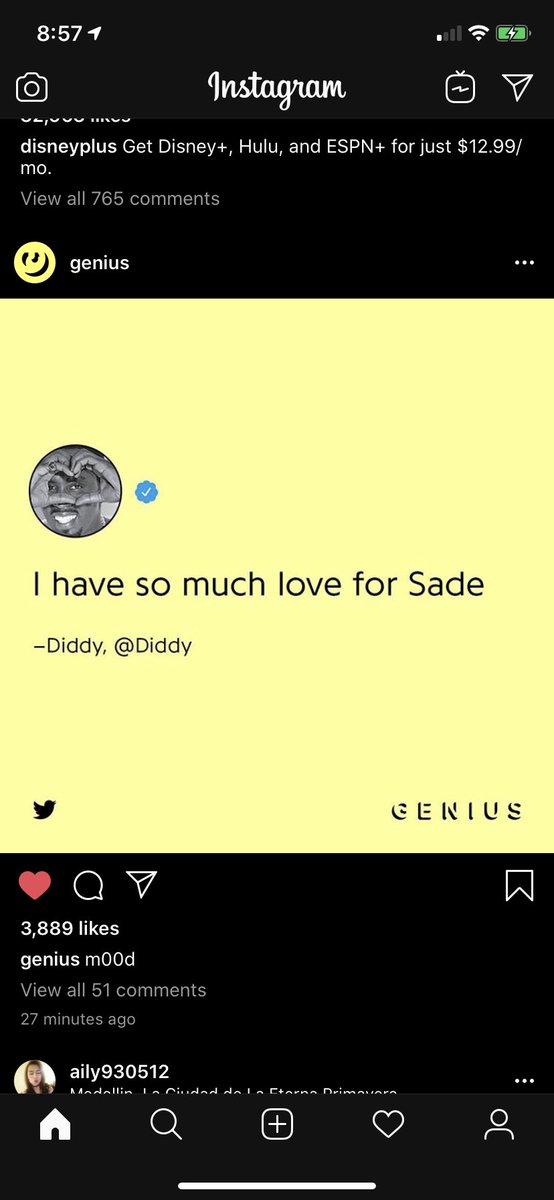 8:57
Instagram
disneyplus Get Disney+, Hulu, and ESPN+ for just $12.99/
mo.
View all 765 comments
genius
I have so much love for Sade
–Diddy, @Diddy
GENIUS
3,889 likes
genius m00d
View all 51 comments
27 minutes ago
aily930512
Medellin, La Ciudad de La Eterna Primavera